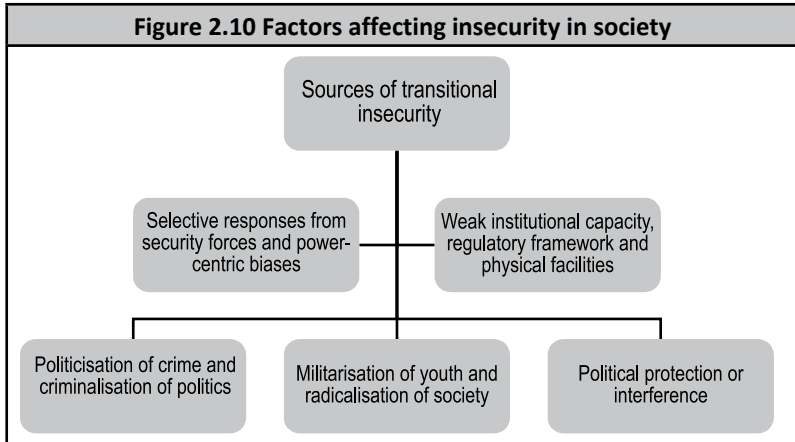 Figure 2.10 Factors affecting insecurity in society
Sources of transitional
insecurity
Selective responses from
security forces and power-
centric biases
Weak institutional capacity,
regulatory framework and
physical facilities
Politicisation of crime and
criminalisation of politics
Militarisation of youth and
radicalisation of society
Political protection or
interference